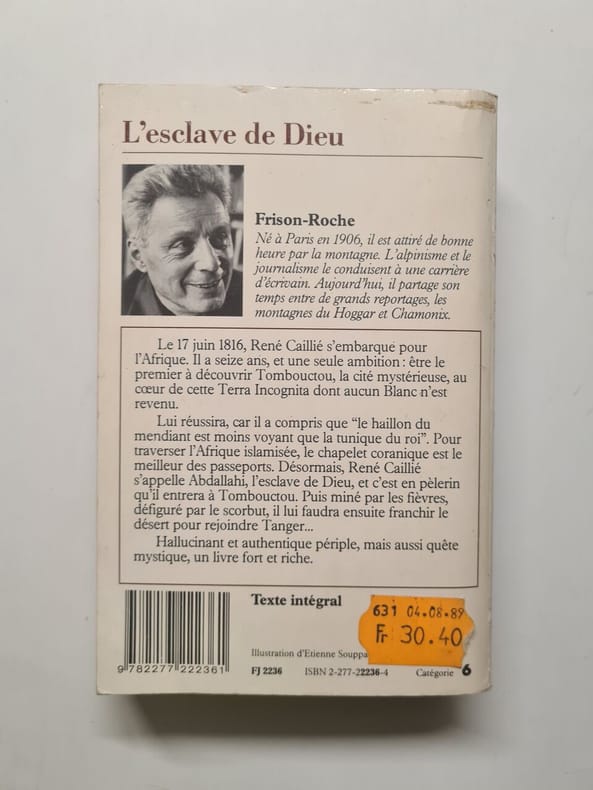 L'esclave de Dieu
Frison-Roche
Né à Paris en 1906, il est attiré de bonne
heure par la montagne. L'alpinisme et le
journalisme le conduisent à une carrière
d'écrivain. Aujourd'hui, il partage son
temps entre de grands reportages, les
montagnes du Hoggar et Chamonix.
Le 17 juin 1816, René Caillié s'embarque pour
l'Afrique. Il a seize ans, et une seule ambition : être le
premier à découvrir Tombouctou, la cité mystérieuse, au
cœur de cette Terra Incognita dont aucun Blanc n'est
revenu.
Lui réussira, car il a compris que “le haillon du
mendiant est moins voyant que la tunique du roi”. Pour
traverser l'Afrique islamisée, le chapelet coranique est le
meilleur des passeports. Désormais, René Caillié
s'appelle Abdallahi, l'esclave de Dieu, et c'est en pèlerin
qu'il entrera à Tombouctou. Puis miné par les fièvres,
défiguré par le scorbut, il lui faudra ensuite franchir le
désert pour rejoindre Tanger...
Hallucinant et authentique périple, mais aussi quête
mystique, un livre fort et riche.
Texte intégral
631 04.08.89
Fr 30.40
Illustration d'Etienne
FJ 2236 ISBN 2-277-22236-4 Catégorie 6
9 782277 222361